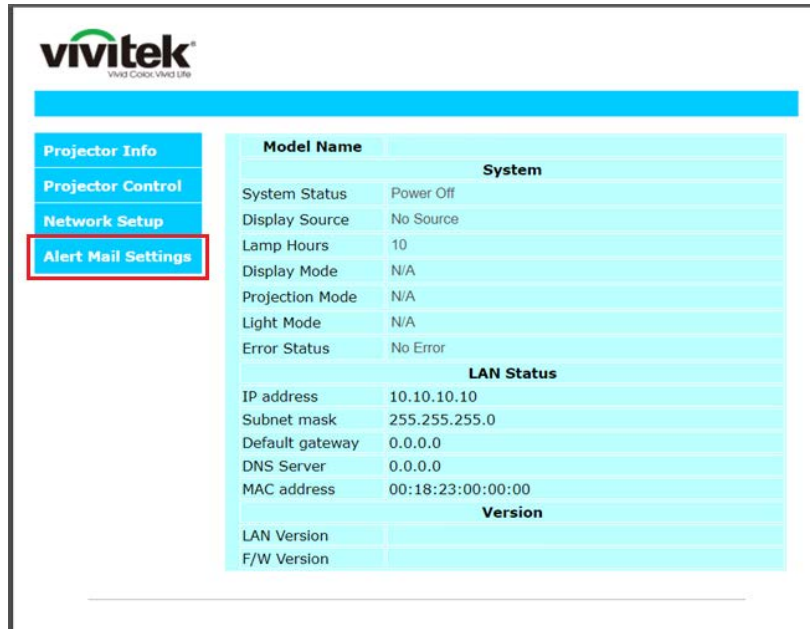 vivitek
Vivid Color, Vivid Life
Projector Info
Projector Control
Network Setup
Alert Mail Settings
Model Name
System
System Status Power Off
Display Source No Source
Lamp Hours 10
Display Mode N/A
Projection Mode N/A
Light Mode N/A
Error Status No Error
LAN Status
IP address 10.10.10.10
Subnet mask 255.255.255.0
Default gateway 0.0.0.0
DNS Server 0.0.0.0
MAC address 00:18:23:00:00:00
Version
LAN Version
F/W Version